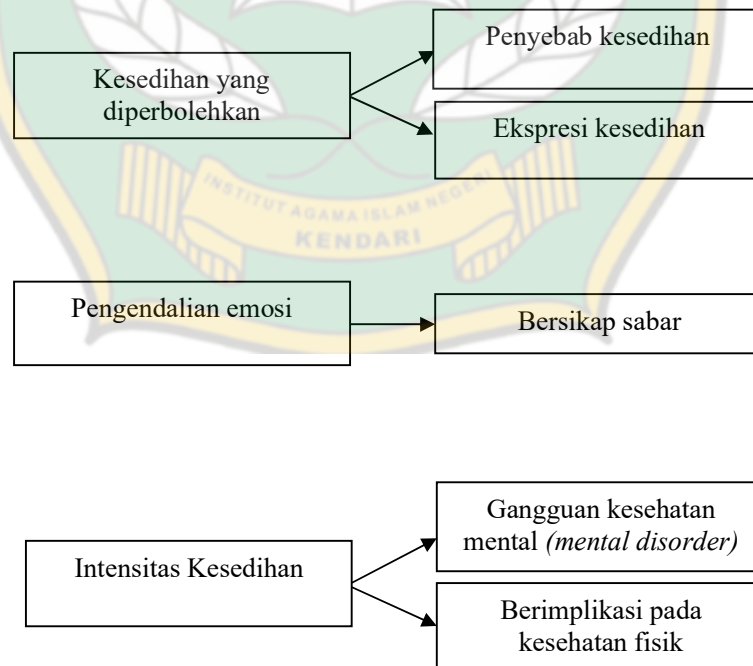 Penyebab kesedihan
Kesedihan yang
diperbolehkan
Ekspresi kesedihan
INSTITUT AGAMA ISLAM NEGERI
KENDARI
Pengendalian emosi
Bersikap sabar
Gangguan kesehatan
mental (mental disorder)
Intensitas Kesedihan
Berimplikasi pada
kesehatan fisik